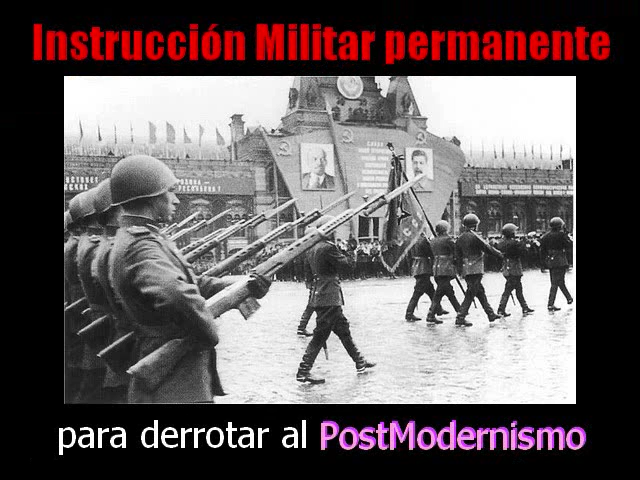 Instrucción Militar permanente
para derrotar al PostModernismo